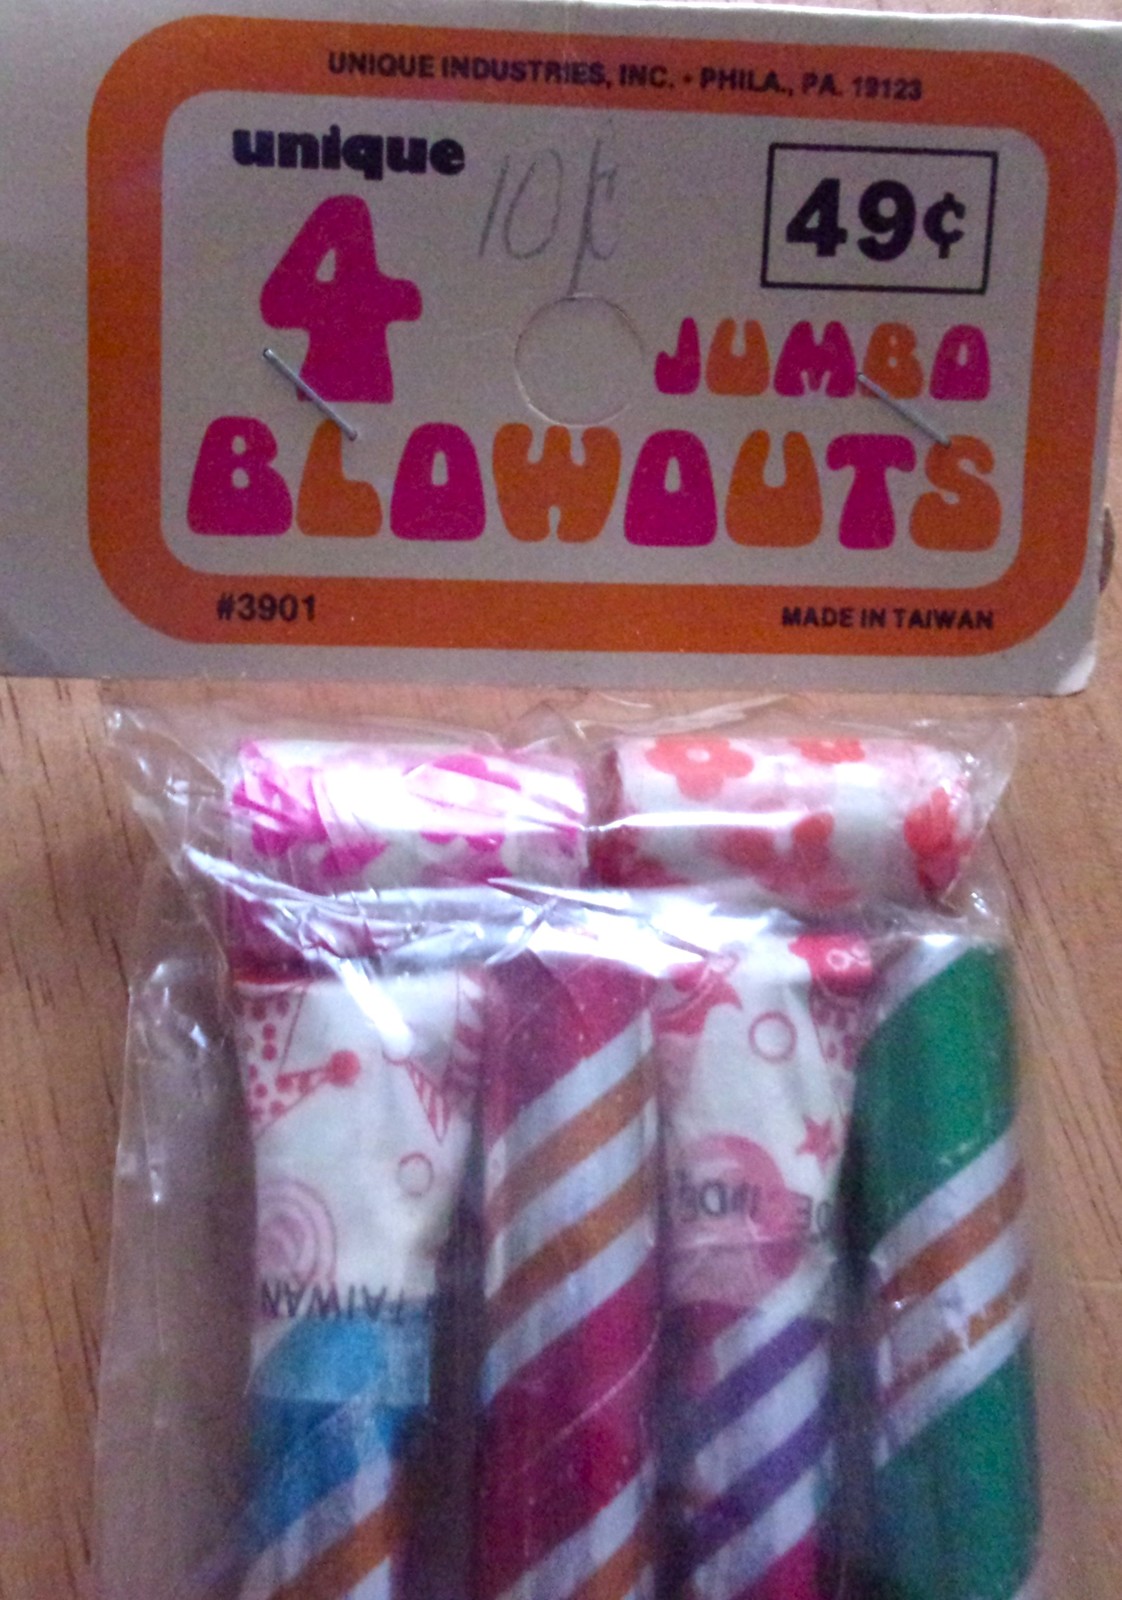 UNIQUE INDUSTRIES, INC. • PHILA., PA. 19123
unique
10¢
49¢
4
JUMBO
BLOWOUTS
#3901
MADE IN TAIWAN
TAIWAN